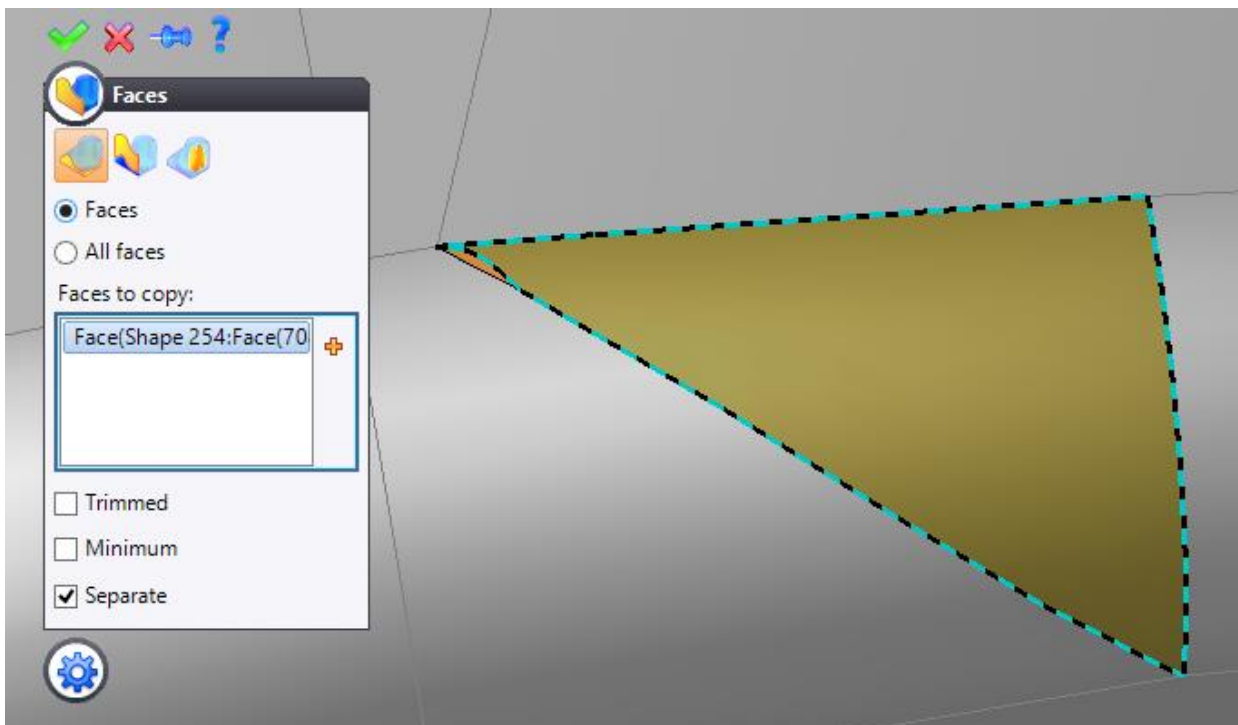 Faces
Faces
All faces
Faces to copy:
Face(Shape 254:Face(70
Trimmed
Minimum
Separate